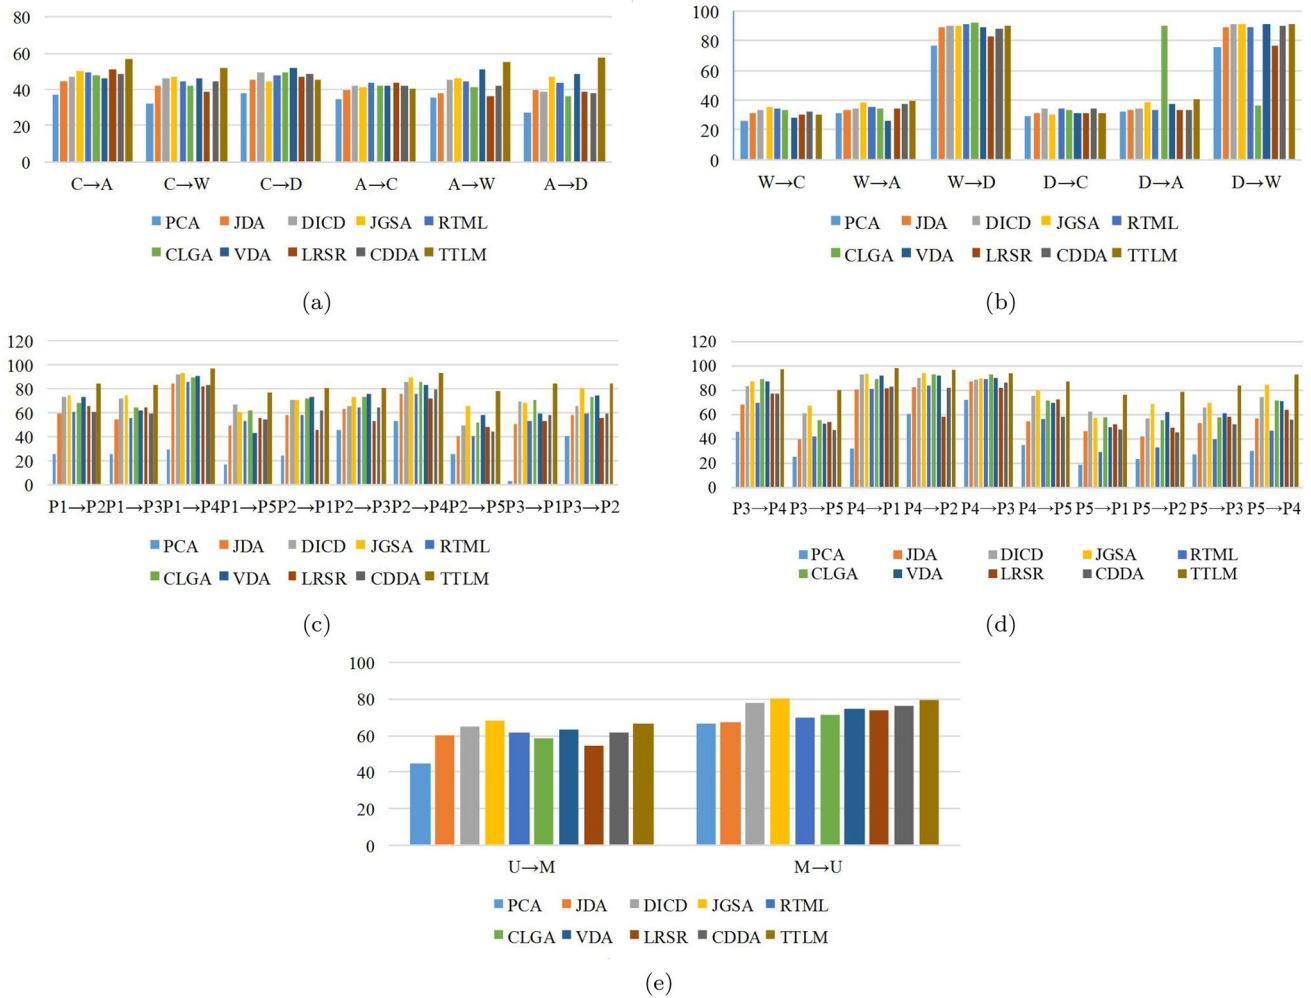 80
60
40
20
0
C→A C→W C→D A→C A→W A→D
PCA JDA DICD JGSA RTML
CLGA VDA LRSR CDDA TTLM
(a)
100
80
60
40
20
0
W→C W→A W→D D→C D→A D→W
PCA JDA DICD JGSA RTML
CLGA VDA LRSR CDDA TTLM
(b)
120
100
80
60
40
20
0
P1→P2 P1→P3 P1→P4 P1→P5 P2→P1 P2→P3 P2→P4 P2→P5 P3→P1 P3→P2
PCA JDA DICD JGSA RTML
CLGA VDA LRSR CDDA TTLM
(c)
120
100
80
60
40
20
0
P3→P4 P3→P5 P4→P1 P4→P2 P4→P3 P4→P5 P5→P1 P5→P2 P5→P3 P5→P4
PCA JDA DICD JGSA RTML
CLGA VDA LRSR CDDA TTLM
(d)
100
80
60
40
20
0
U→M M→U
PCA JDA DICD JGSA RTML
CLGA VDA LRSR CDDA TTLM
(e)